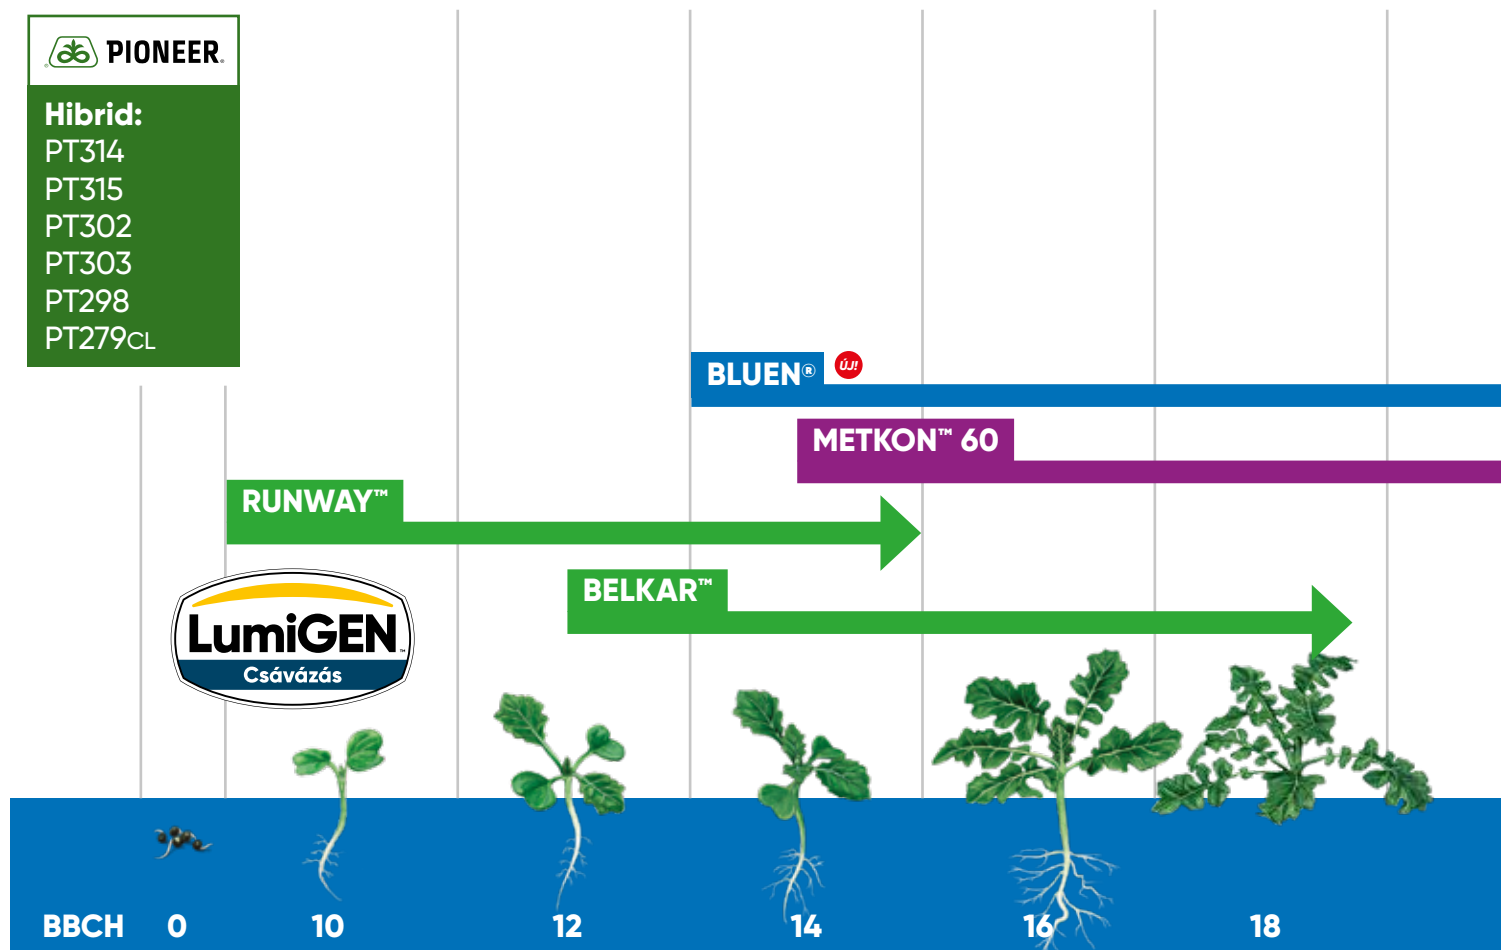 PIONEER®
Hibrid:
PT314
PT315
PT302
PT303
PT298
PT279CL
BLUEN® ÚJ!
METKON™ 60
RUNWAY™
BELKAR™
LumiGEN™
Csávázás
BBCH 0 10 12 14 16 18